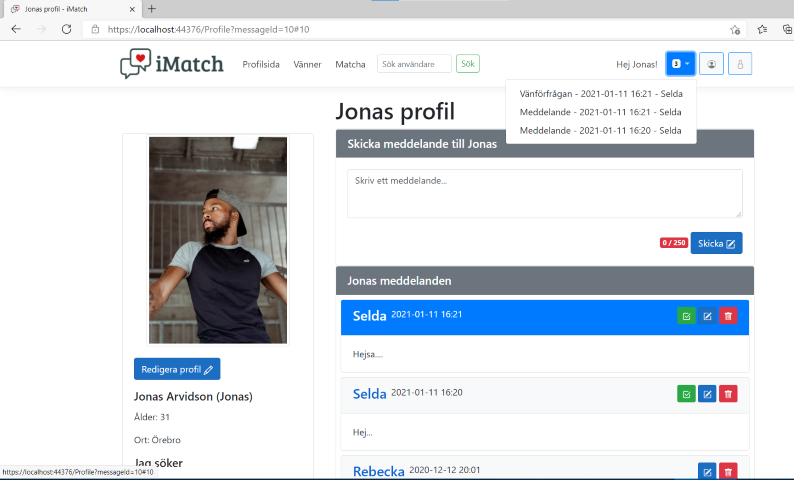 Jonas profil - iMatch
https://localhost:44376/Profile?messageId=10#10
iMatch
Profilsida
Vänner
Matcha
Sök användare
Sök
Hej Jonas!
3
Vänförfrågan - 2021-01-11 16:21 - Selda
Meddelande - 2021-01-11 16:21 - Selda
Meddelande - 2021-01-11 16:20 - Selda
Jonas profil
Skicka meddelande till Jonas
Skriv ett meddelande...
0 / 250
Skicka
Redigera profil
Jonas Arvidson (Jonas)
Ålder: 31
Ort: Örebro
Jag söker
Jonas meddelanden
Selda 2021-01-11 16:21
Hejsa....
Selda 2021-01-11 16:20
Hej...
Rebecka 2020-12-12 20:01
https://localhost:44376/Profile?messageId=10#10